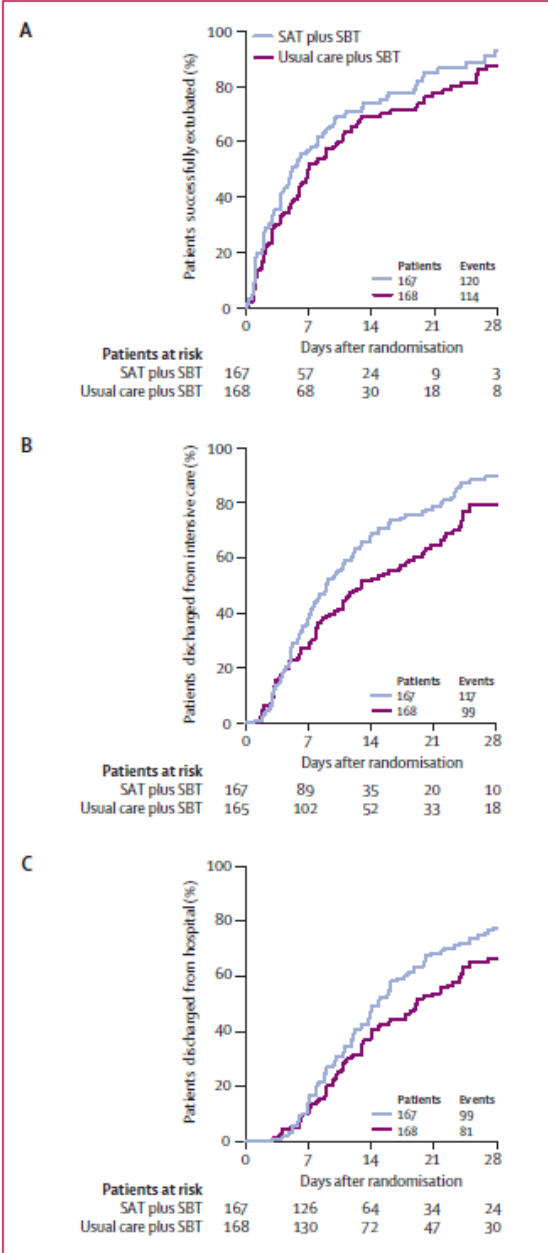 A
100
SAT plus SBT
Usual care plus SBT
80
60
40
20
0
Patients successfully extubated (%)
Patients Events
167 120
168 114
0 7 14 21 28
Days after randomisation
Patients at risk
SAT plus SBT 167 57 24 9 3
Usual care plus SBT 168 68 30 18 8
B
100
80
60
40
20
0
Patients discharged from intensive care (%)
Patients Events
167 117
168 99
0 7 14 21 28
Days after randomisation
Patients at risk
SAT plus SBT 167 89 35 20 10
Usual care plus SBT 165 102 52 33 18
C
100
80
60
40
20
0
Patients discharged from hospital (%)
Patients Events
167 99
168 81
0 7 14 21 28
Days after randomisation
Patients at risk
SAT plus SBT 167 126 64 34 24
Usual care plus SBT 168 130 72 47 30